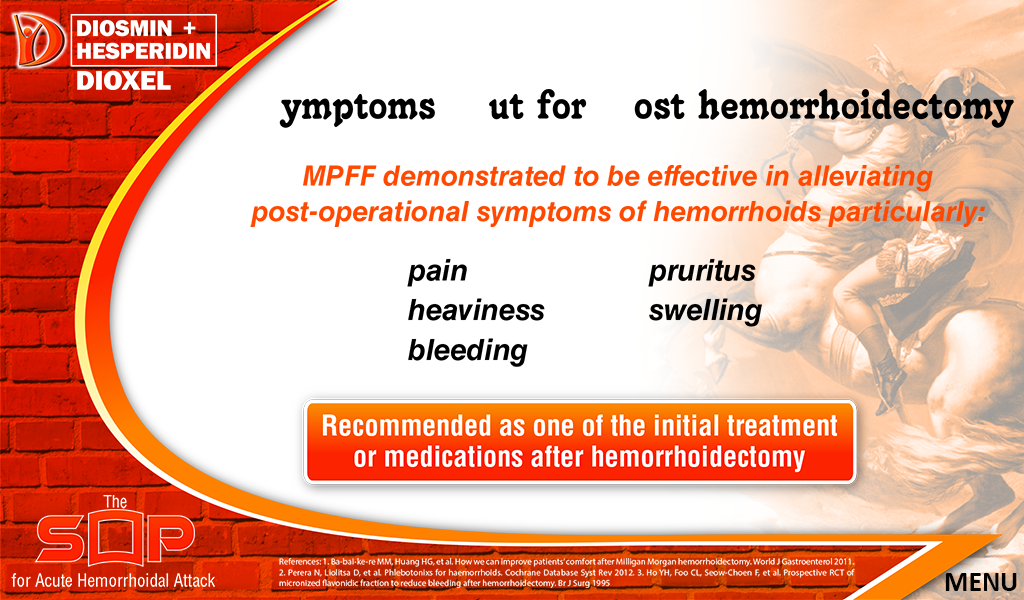 DIOSMIN +
HESPERIDIN
DIOXEL
ymptoms ut for ost hemorrhoidectomy
MPFF demonstrated to be effective in alleviating
post-operational symptoms of hemorrhoids particularly:
pain pruritus
heaviness swelling
bleeding
Recommended as one of the initial treatment
or medications after hemorrhoidectomy
The
SOP
for Acute Hemorrhoidal Attack
References: 1. Ba-bai-ke-re MM, Huang HG, et al. How we can improve patients' comfort after Milligan Morgan hemorrhoidectomy. World J Gastroenterol 2011.
2. Perera N, Liolitsa D, et al. Phlebotonixs for haemorrhoids. Cochrane Database Syst Rev 2012. 3. Ho YH, Foo CL, Seow-Choen F, et al, Prospective RCT of
micronized flavonidic fraction to reduce bleeding after hemorrhoidectomy. Br J Surg 1995
MENU